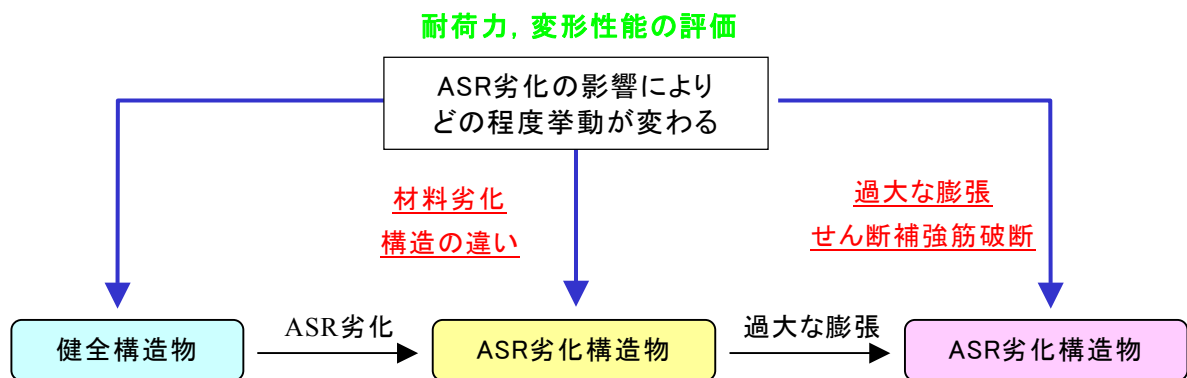 耐荷力，変形性能の評価
ASR劣化の影響により
どの程度挙動が変わる
材料劣化
構造の違い
過大な膨張
せん断補強筋破断
健全構造物
ASR劣化
ASR劣化構造物
過大な膨張
ASR劣化構造物